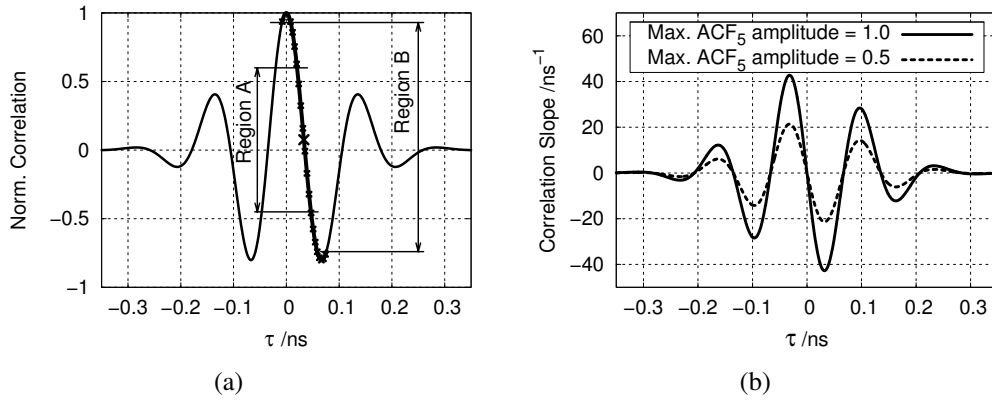 Norm. Correlation
1
0.5
0
−0.5
−1
−0.3 −0.2 −0.1 0 0.1 0.2 0.3
τ /ns
Region A
Region B
(a)
Correlation Slope /ns⁻¹
60
40
20
0
−20
−40
−0.3 −0.2 −0.1 0 0.1 0.2 0.3
τ /ns
Max. ACF₅ amplitude = 1.0
Max. ACF₅ amplitude = 0.5
(b)